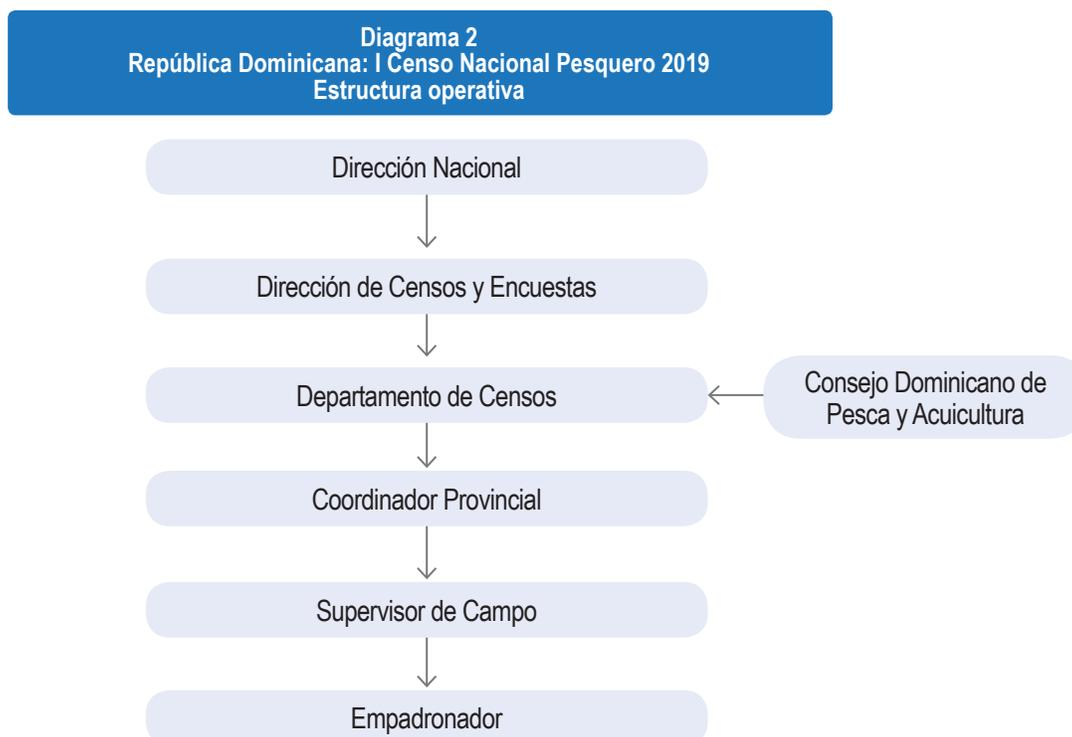 Diagrama 2
República Dominicana: I Censo Nacional Pesquero 2019
Estructura operativa
Dirección Nacional
Dirección de Censos y Encuestas
Departamento de Censos
Consejo Dominicano de
Pesca y Acuicultura
Coordinador Provincial
Supervisor de Campo
Empadronador